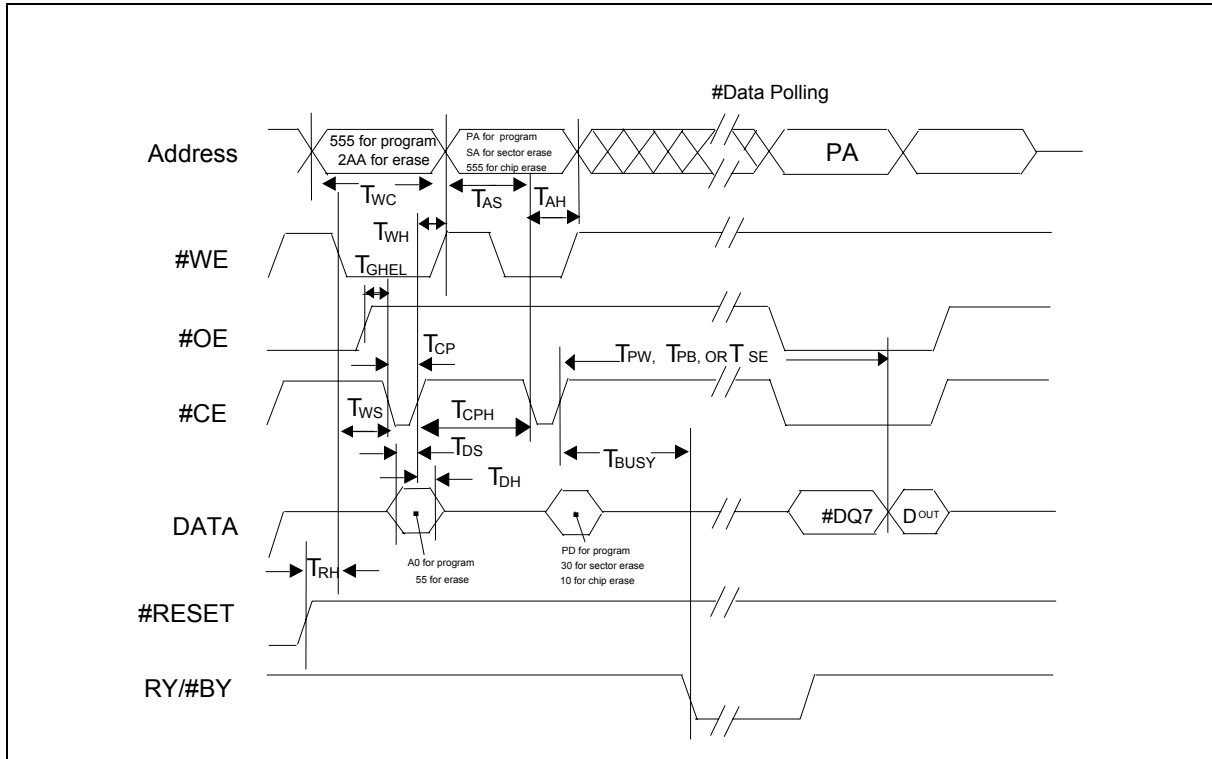 #Data Polling
Address
555 for program
2AA for erase
PA for program
SA for sector erase
555 for chip erase
PA
TWC
TAS
TAH
TWH
#WE
TGHEL
#OE
TCP
TPW, TPB, OR TSE
#CE
TWS
TCPH
TDS
TBUSY
TDH
DATA
#DQ7
DOUT
A0 for program
55 for erase
PD for program
30 for sector erase
10 for chip erase
TRH
#RESET
RY/#BY